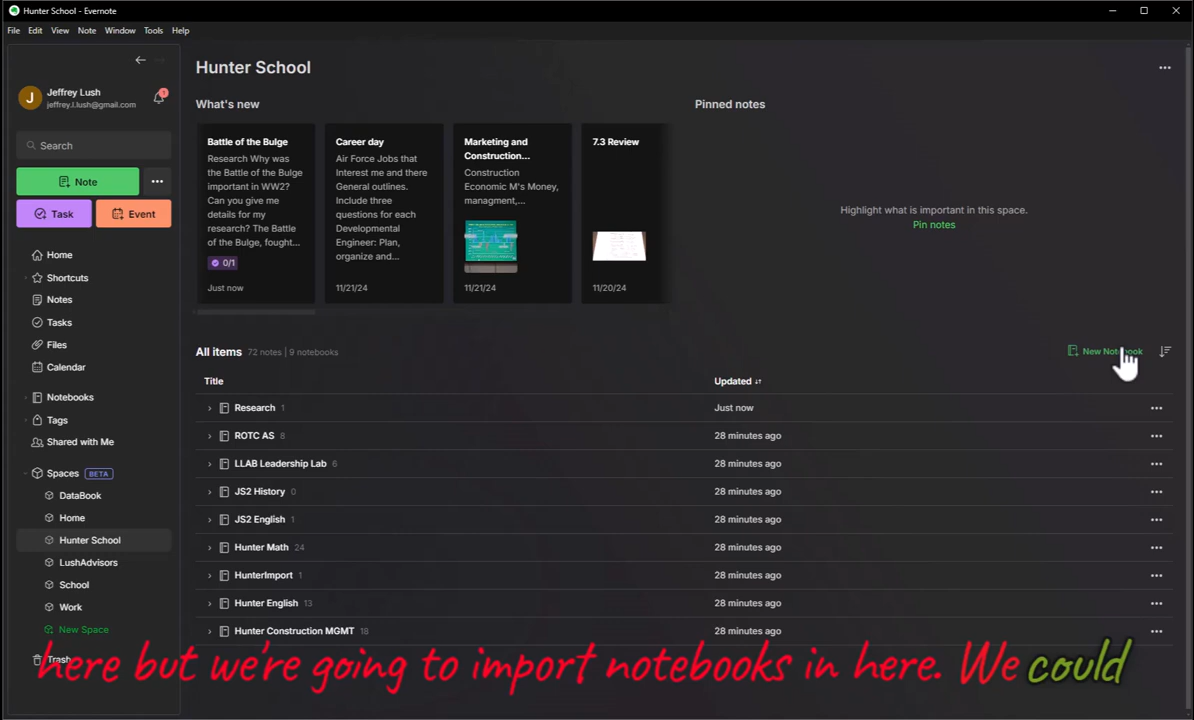 Hunter School - Evernote
File Edit View Note Window Tools Help
J
Jeffrey Lush
jeffrey.l.lush@gmail.com
1
Search
Note
Task
Event
Home
Shortcuts
Notes
Tasks
Files
Calendar
Notebooks
Tags
Shared with Me
Spaces BETA
DataBook
Home
Hunter School
LushAdvisors
School
Work
New Space
Trash
Hunter School
What's new
Battle of the Bulge
Research Why was
the Battle of the Bulge
important in WW2?
Can you give me
details for my
research? The Battle
of the Bulge, fought...
0/1
Just now
Career day
Air Force Jobs that
Interest me and there
General outlines.
Include three
questions for each
Developmental
Engineer: Plan,
organize and...
11/21/24
Marketing and
Construction...
Construction
Economic M's Money,
managment,...
11/21/24
7.3 Review
11/20/24
Pinned notes
Highlight what is important in this space.
Pin notes
All items 72 notes | 9 notebooks
New Notebook
Title Updated
Research 1 Just now
ROTC AS 8 28 minutes ago
LLAB Leadership Lab 6 28 minutes ago
JS2 History 0 28 minutes ago
JS2 English 1 28 minutes ago
Hunter Math 24 28 minutes ago
HunterImport 1 28 minutes ago
Hunter English 13 28 minutes ago
Hunter Construction MGMT 18 28 minutes ago
here but we're going to import notebooks in here. We could